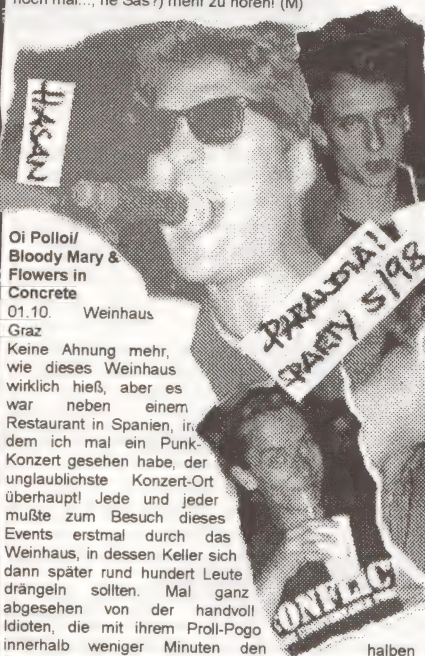 noch mal..., ne Sas?) mehr zu hören! (M)
HASAN
PARANOIA!
PARTY 5/98
Oi Polloi/
Bloody Mary &
Flowers in
Concrete
01.10. Weinhaus
Graz
Keine Ahnung mehr,
wie dieses Weinhaus
wirklich hieß, aber es
war neben einem
Restaurant in Spanien, in
dem ich mal ein Punk-
Konzert gesehen habe, der
unglaublichste Konzert-Ort
überhaupt! Jede und jeder
mußte zum Besuch dieses
Events erstmal durch das
Weinhaus, in dessen Keller sich
dann später rund hundert Leute
drängeln sollten. Mal ganz
abgesehen von der handvoll
Idioten, die mit ihrem Proll-Pogo
innerhalb weniger Minuten den halben
ONFLIC